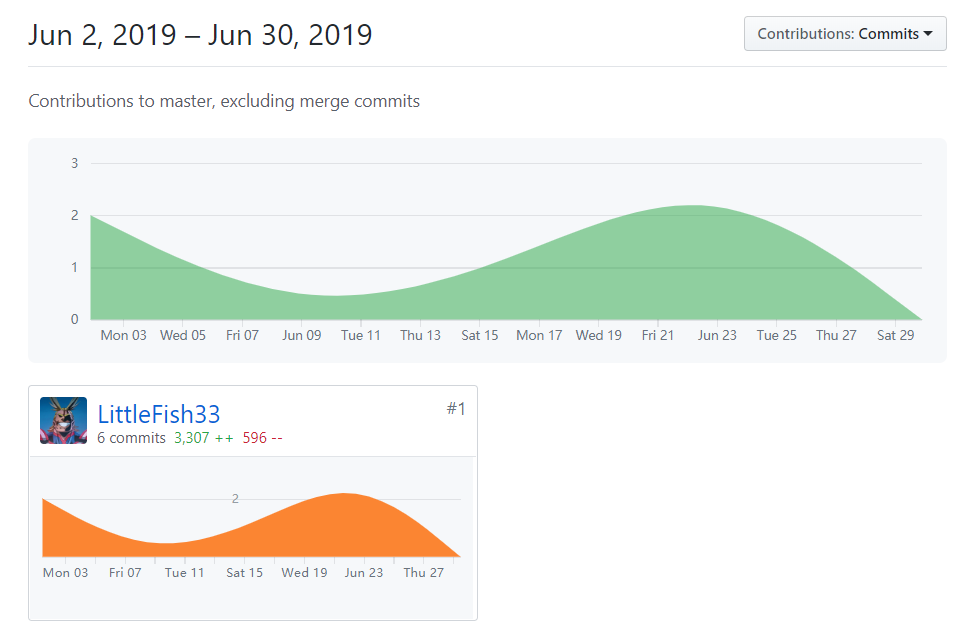 Jun 2, 2019 – Jun 30, 2019
Contributions: Commits
Contributions to master, excluding merge commits
3
2
1
0
Mon 03 Wed 05 Fri 07 Jun 09 Tue 11 Thu 13 Sat 15 Mon 17 Wed 19 Fri 21 Jun 23 Tue 25 Thu 27 Sat 29
LittleFish33 #1
6 commits 3,307 ++ 596 --
2
Mon 03 Fri 07 Tue 11 Sat 15 Wed 19 Jun 23 Thu 27